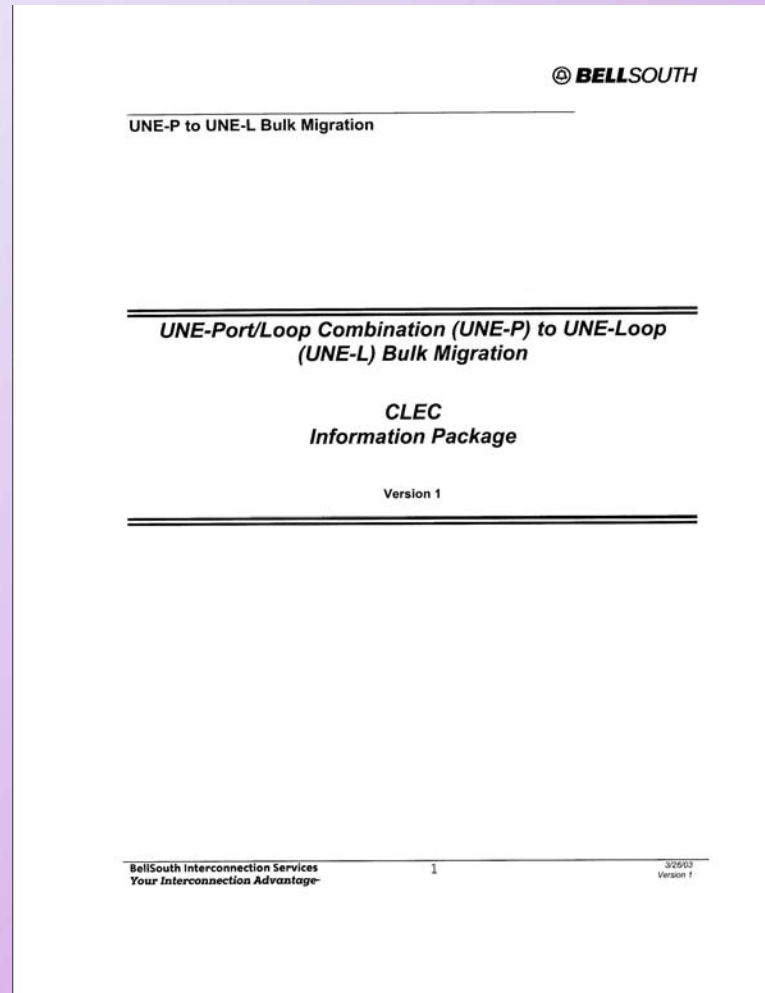 BELLSOUTH
UNE-P to UNE-L Bulk Migration
UNE-Port/Loop Combination (UNE-P) to UNE-Loop
(UNE-L) Bulk Migration
CLEC
Information Package
Version 1
BellSouth Interconnection Services
Your Interconnection Advantage
1
3/26/03
Version 1